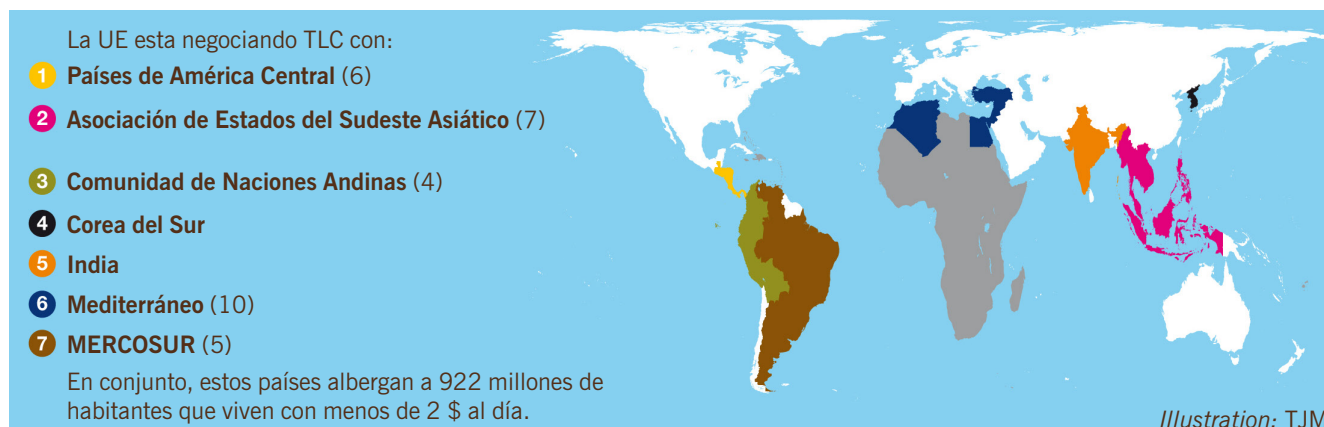 La UE esta negociando TLC con:
1 Países de América Central (6)
2 Asociación de Estados del Sudeste Asiático (7)
3 Comunidad de Naciones Andinas (4)
4 Corea del Sur
5 India
6 Mediterráneo (10)
7 MERCOSUR (5)
En conjunto, estos países albergan a 922 millones de
habitantes que viven con menos de 2 $ al día.
Illustration: TJM